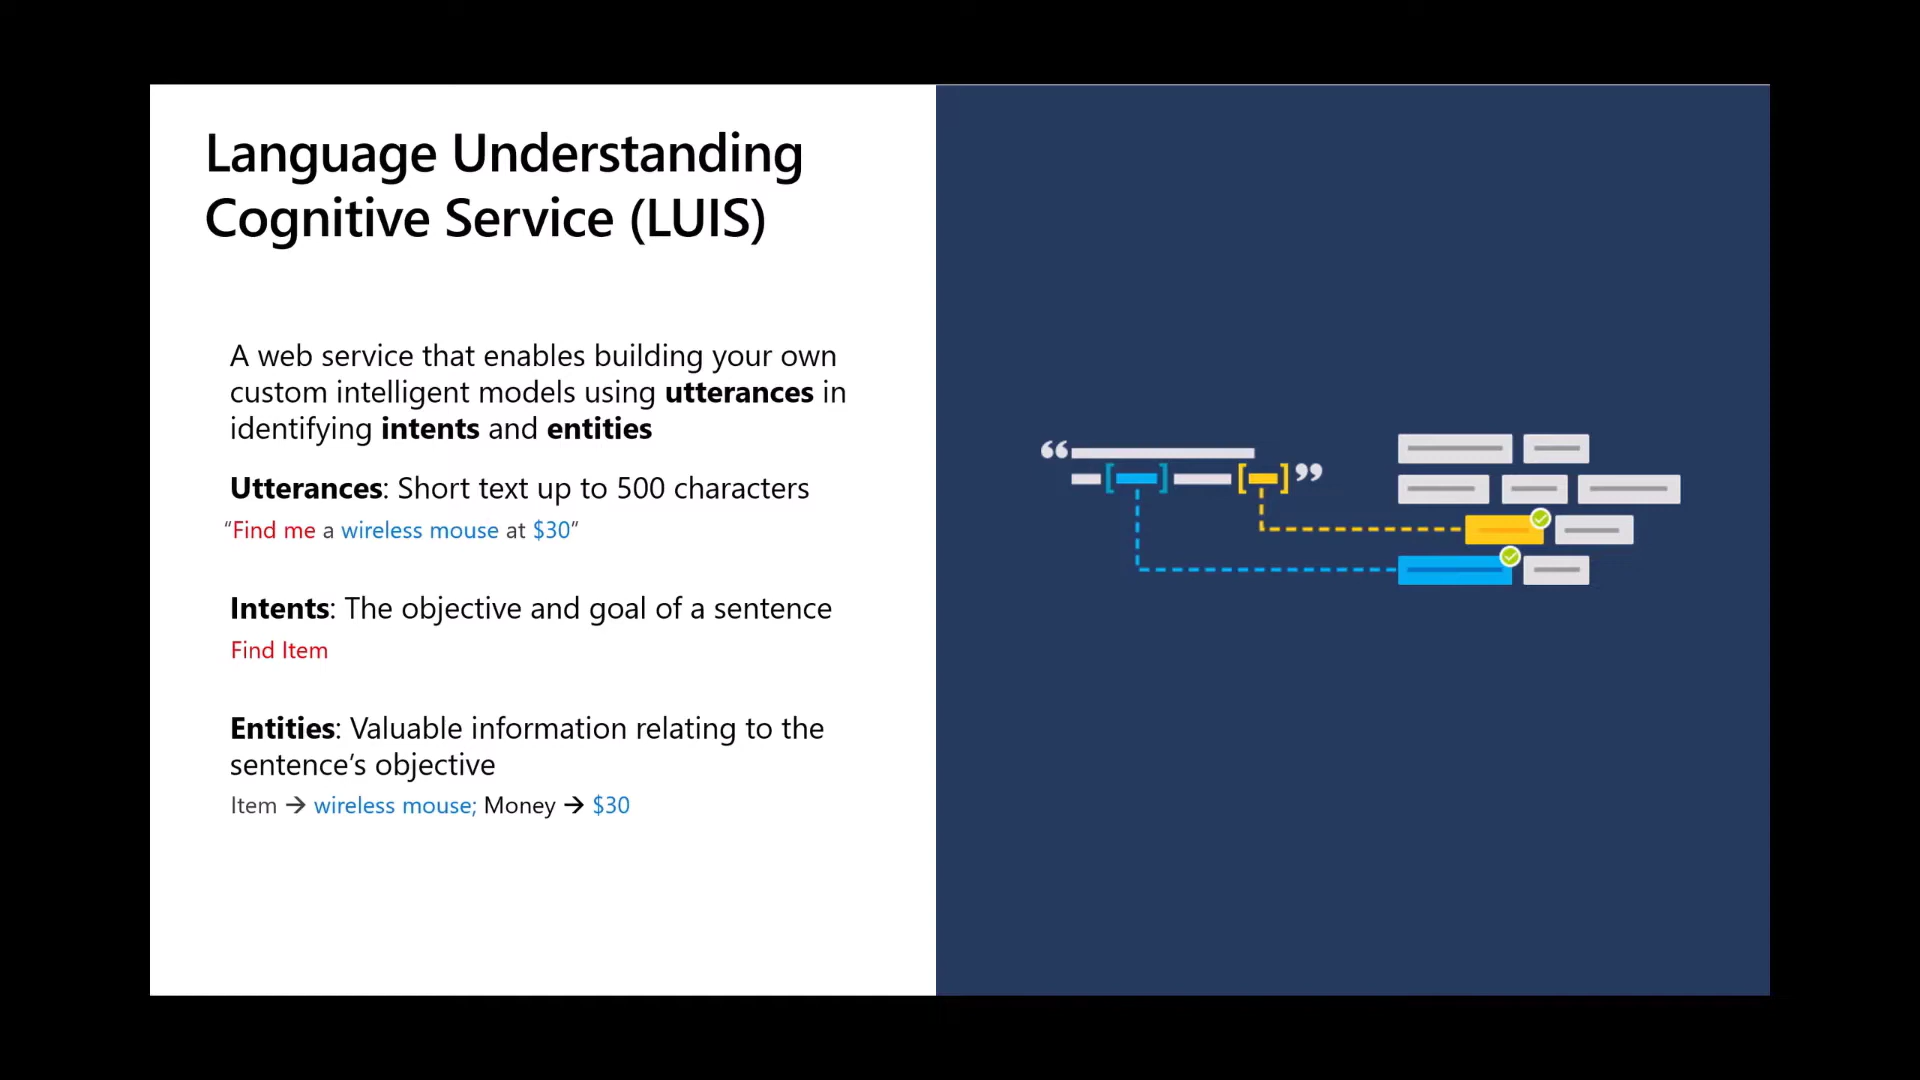 Language Understanding
Cognitive Service (LUIS)
A web service that enables building your own
custom intelligent models using utterances in
identifying intents and entities
Utterances: Short text up to 500 characters
“Find me a wireless mouse at $30”
Intents: The objective and goal of a sentence
Find Item
Entities: Valuable information relating to the
sentence’s objective
Item → wireless mouse; Money → $30